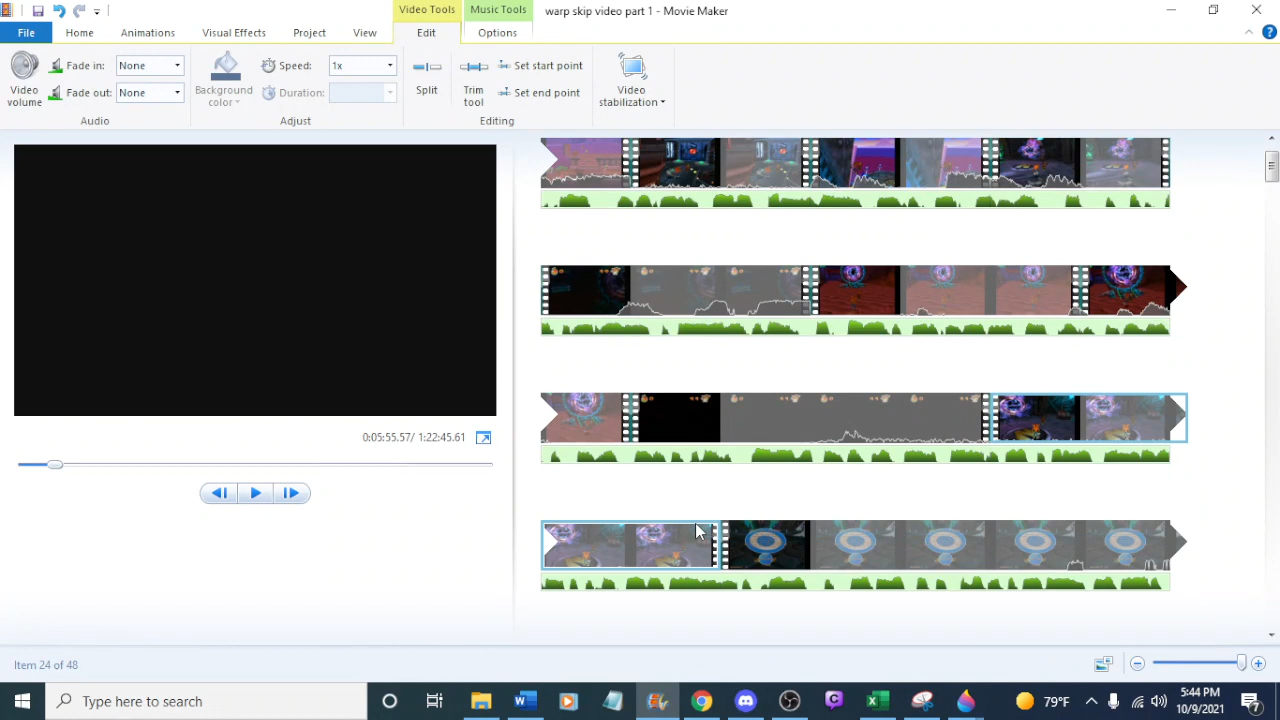 Video Tools Music Tools warp skip video part 1 - Movie Maker
File Home Animations Visual Effects Project View Edit Options
Fade in: None Speed: 1x Set start point
Video volume Fade out: None Background color Duration: Split Trim tool Set end point Video stabilization
Audio Adjust Editing
0:05:55.57/ 1:22:45.61
Item 24 of 48
Type here to search 79°F 5:44 PM
10/9/2021 7